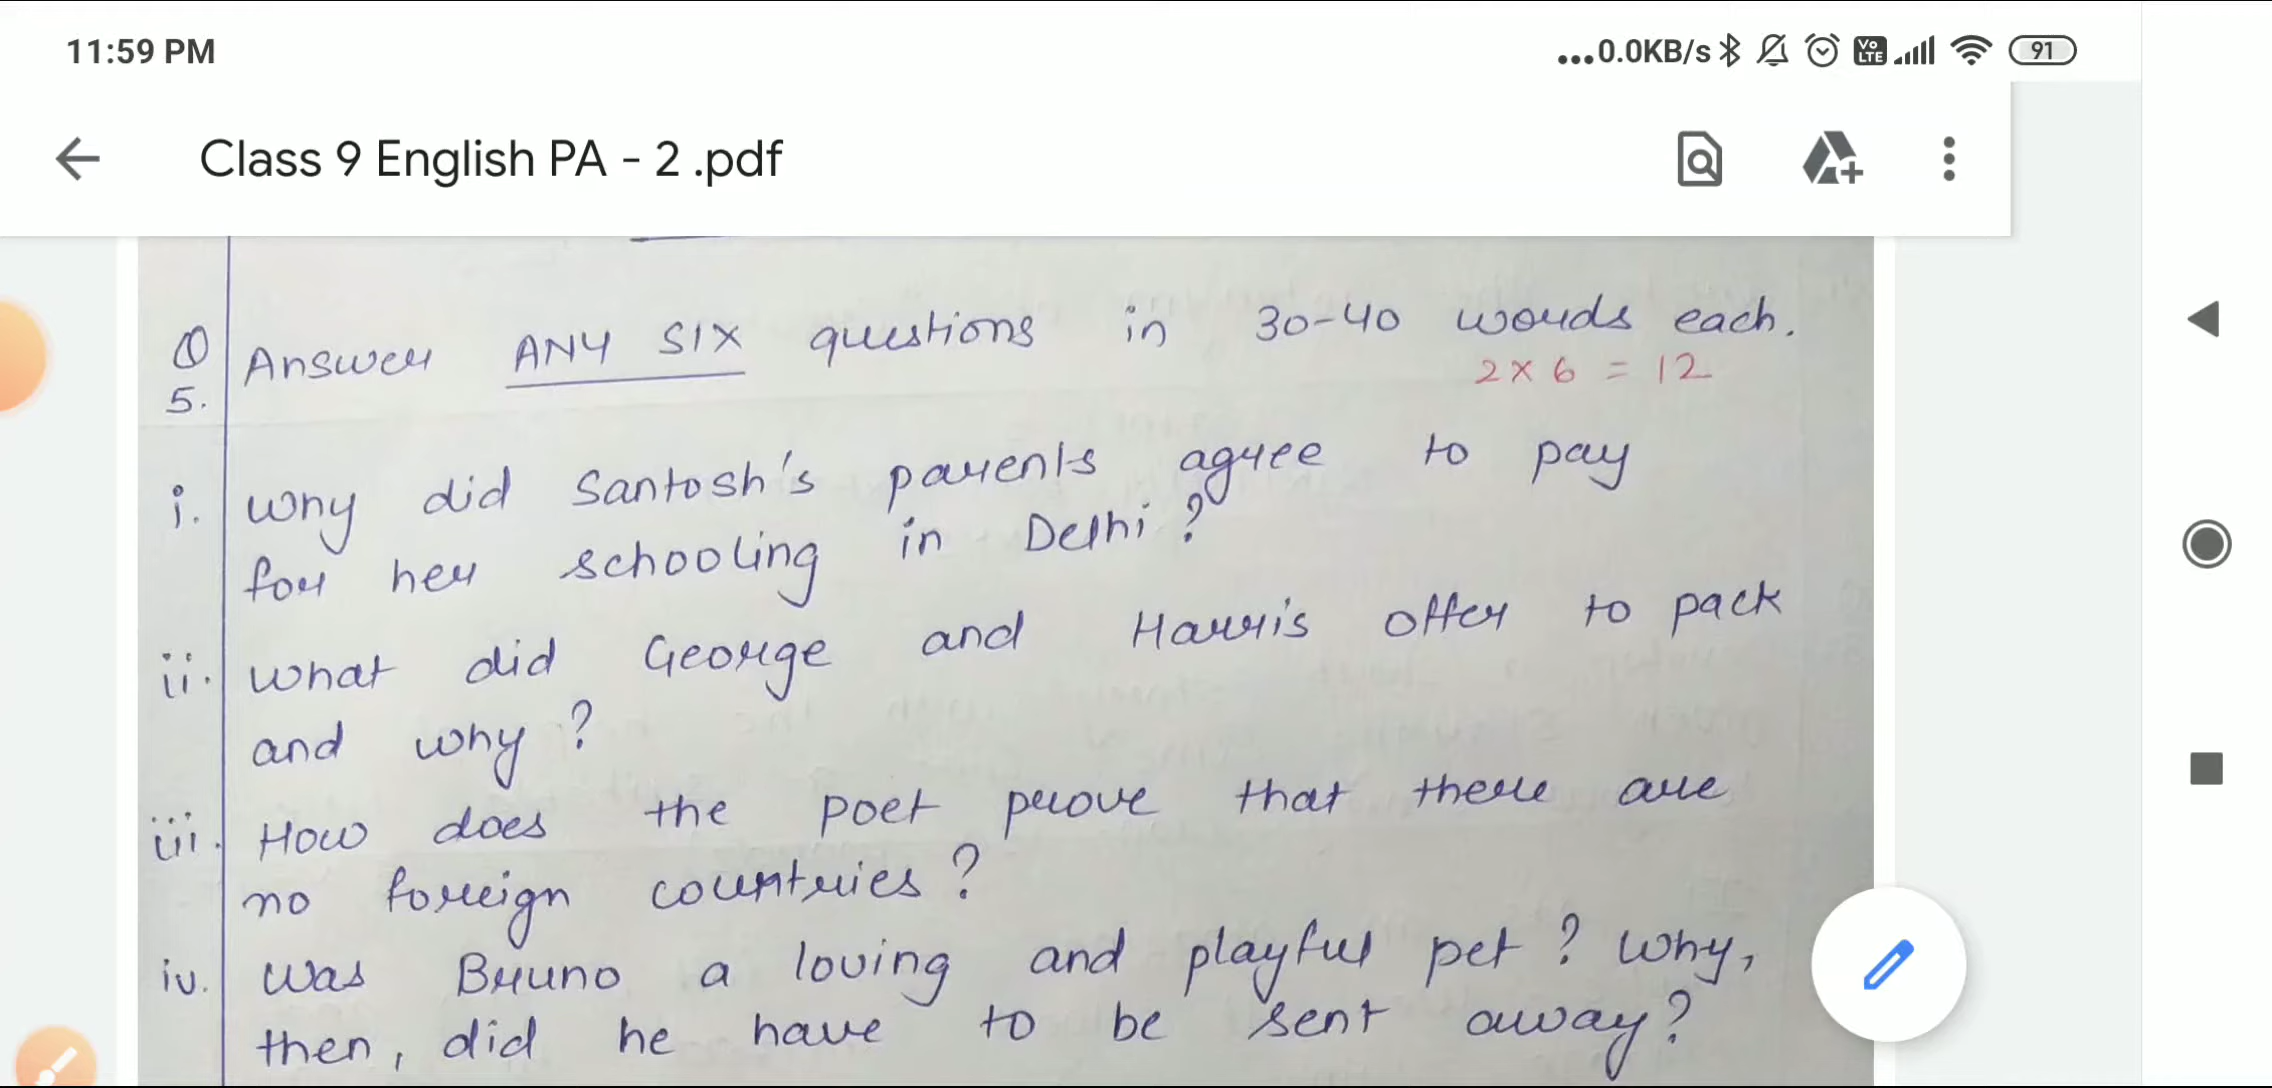 11:59 PM
...0.0KB/s Vo LTE 91
Class 9 English PA - 2 .pdf
Q 5. Answer ANY SIX questions in 30-40 words each.
2 x 6 = 12
i. Why did Santosh's parents agree to pay
for her schooling in Delhi ?
ii. What did George and Harris offer to pack
and why ?
iii. How does the poet prove that there are
no foreign countries ?
iv. Was Bruno a loving and playful pet ? Why,
then, did he have to be sent away ?